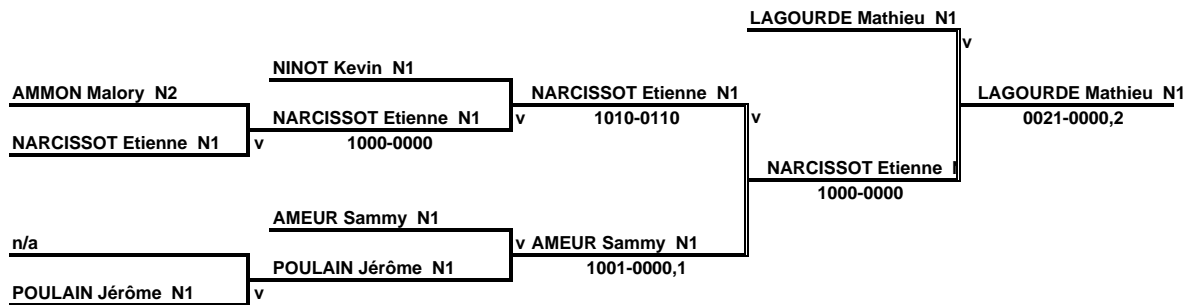 LAGOURDE Mathieu N1
v
NINOT Kevin N1
AMMON Malory N2
NARCISSOT Etienne N1
LAGOURDE Mathieu N1
NARCISSOT Etienne N1
v
1010-0110
v
0021-0000,2
NARCISSOT Etienne N1
v
1000-0000
NARCISSOT Etienne
1000-0000
AMEUR Sammy N1
n/a
v
AMEUR Sammy N1
POULAIN Jérôme N1
1001-0000,1
POULAIN Jérôme N1
v